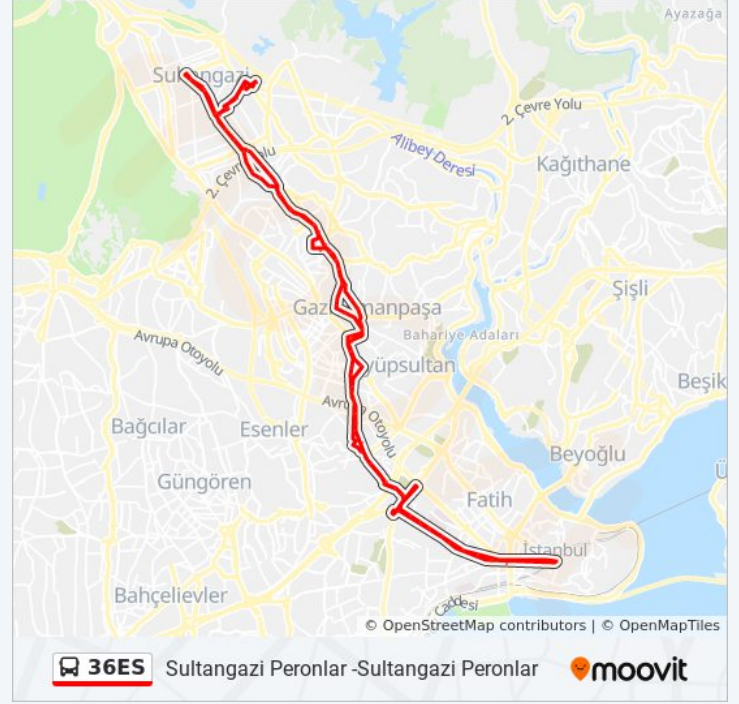 Ayazağa
Sultangazi
2. Çevre Yolu
Alibey Deresi
Kağıthane
2. Çevre Yolu
Şişli
Gaziosmanpaşa
Bahariye Adaları
Avrupa Otoyolu
Eyüpsultan
Beşik
Avrupa Otoyolu
Bağcılar
Esenler
Beyoğlu
Güngören
Ü
Fatih
İstanbul
Bahçelievler
Caddesi
© OpenStreetMap contributors | © OpenMapTiles
36ES Sultangazi Peronlar -Sultangazi Peronlar moovit